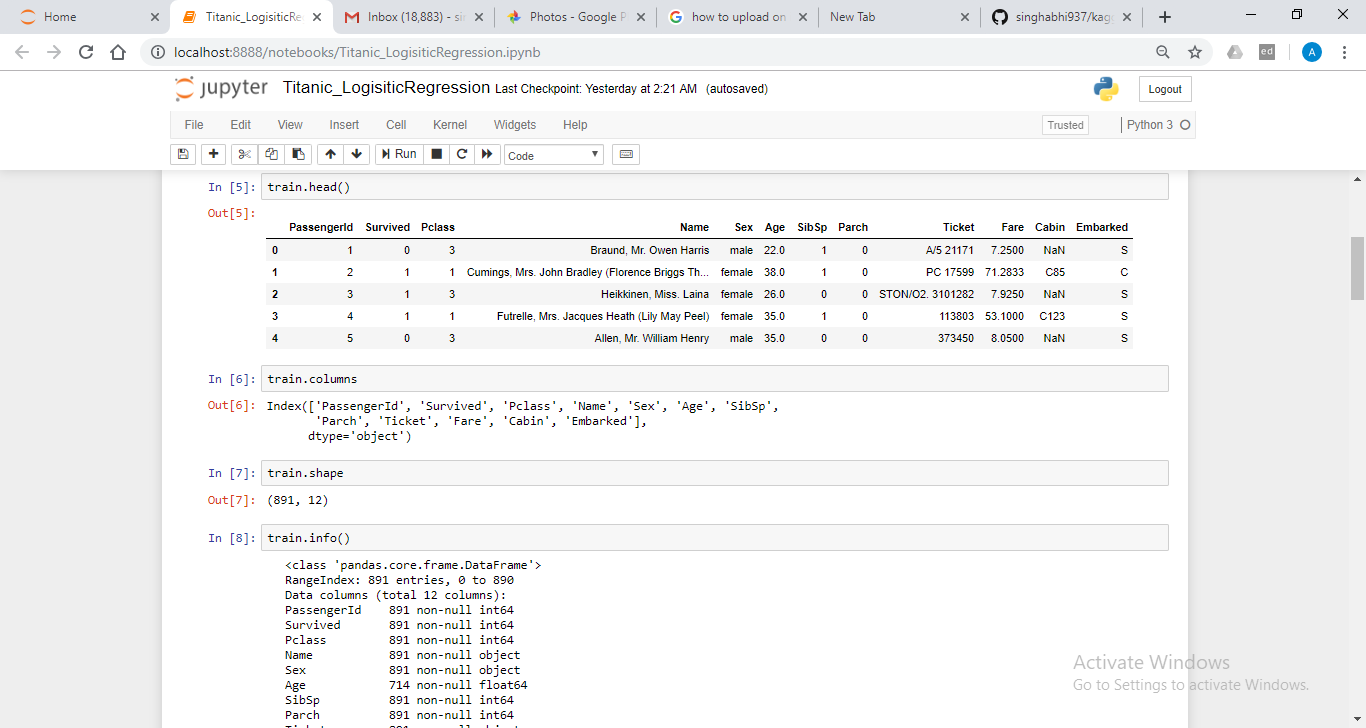 Home
Titanic_LogisiticRe
Inbox (18,883) - si
Photos - Google P
how to upload on
New Tab
singhabhi937/kag
localhost:8888/notebooks/Titanic_LogisiticRegression.ipynb
ed
A
jupyter Titanic_LogisiticRegression Last Checkpoint: Yesterday at 2:21 AM (autosaved)
Logout
File Edit View Insert Cell Kernel Widgets Help
Trusted
Python 3
Run
Code
In [5]: train.head()
Out[5]:
PassengerId Survived Pclass Name Sex Age SibSp Parch Ticket Fare Cabin Embarked
0 1 0 3 Braund, Mr. Owen Harris male 22.0 1 0 A/5 21171 7.2500 NaN S
1 2 1 1 Cumings, Mrs. John Bradley (Florence Briggs Th... female 38.0 1 0 PC 17599 71.2833 C85 C
2 3 1 3 Heikkinen, Miss. Laina female 26.0 0 0 STON/O2. 3101282 7.9250 NaN S
3 4 1 1 Futrelle, Mrs. Jacques Heath (Lily May Peel) female 35.0 1 0 113803 53.1000 C123 S
4 5 0 3 Allen, Mr. William Henry male 35.0 0 0 373450 8.0500 NaN S
In [6]: train.columns
Out[6]: Index(['PassengerId', 'Survived', 'Pclass', 'Name', 'Sex', 'Age', 'SibSp',
'Parch', 'Ticket', 'Fare', 'Cabin', 'Embarked'],
dtype='object')
In [7]: train.shape
Out[7]: (891, 12)
In [8]: train.info()
<class 'pandas.core.frame.DataFrame'>
RangeIndex: 891 entries, 0 to 890
Data columns (total 12 columns):
PassengerId 891 non-null int64
Survived 891 non-null int64
Pclass 891 non-null int64
Name 891 non-null object
Sex 891 non-null object
Age 714 non-null float64
SibSp 891 non-null int64
Parch 891 non-null int64
Activate Windows
Go to Settings to activate Windows.